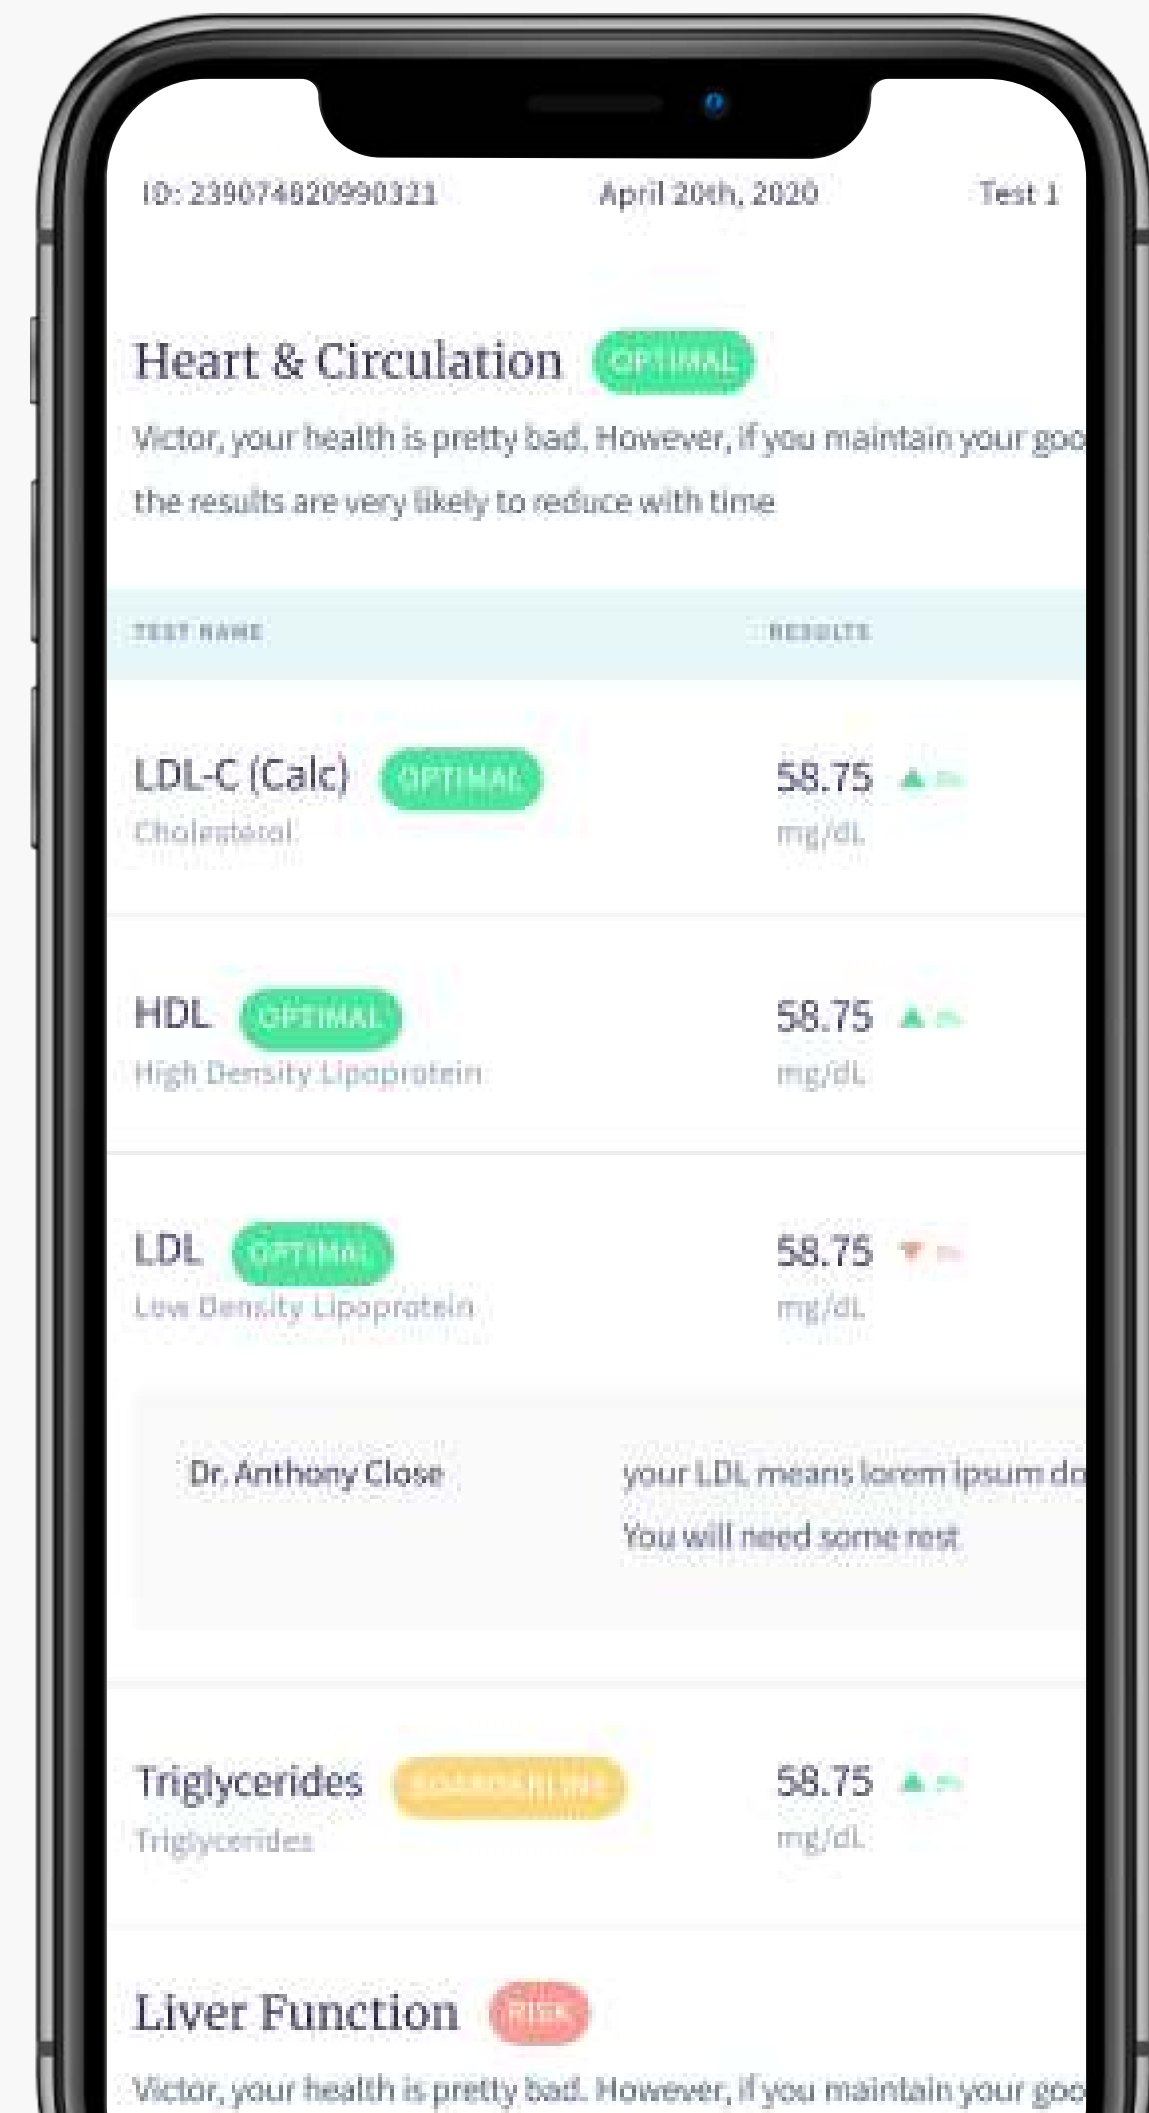 ID: 239074820990321 April 20th, 2020 Test 1
Heart & Circulation OPTIMAL
Victor, your health is pretty bad. However, if you maintain your goo
the results are very likely to reduce with time
TEST NAME RESULTS
LDL-C (Calc) OPTIMAL 58.75
Cholesterol mg/dL
HDL OPTIMAL 58.75
High Density Lipoprotein mg/dL
LDL OPTIMAL 58.75
Low Density Lipoprotein mg/dL
Dr. Anthony Close your LDL means lorem ipsum do
You will need some rest
Triglycerides 58.75
Triglycerides mg/dL
Liver Function RISK
Victor, your health is pretty bad. However, if you maintain your goo